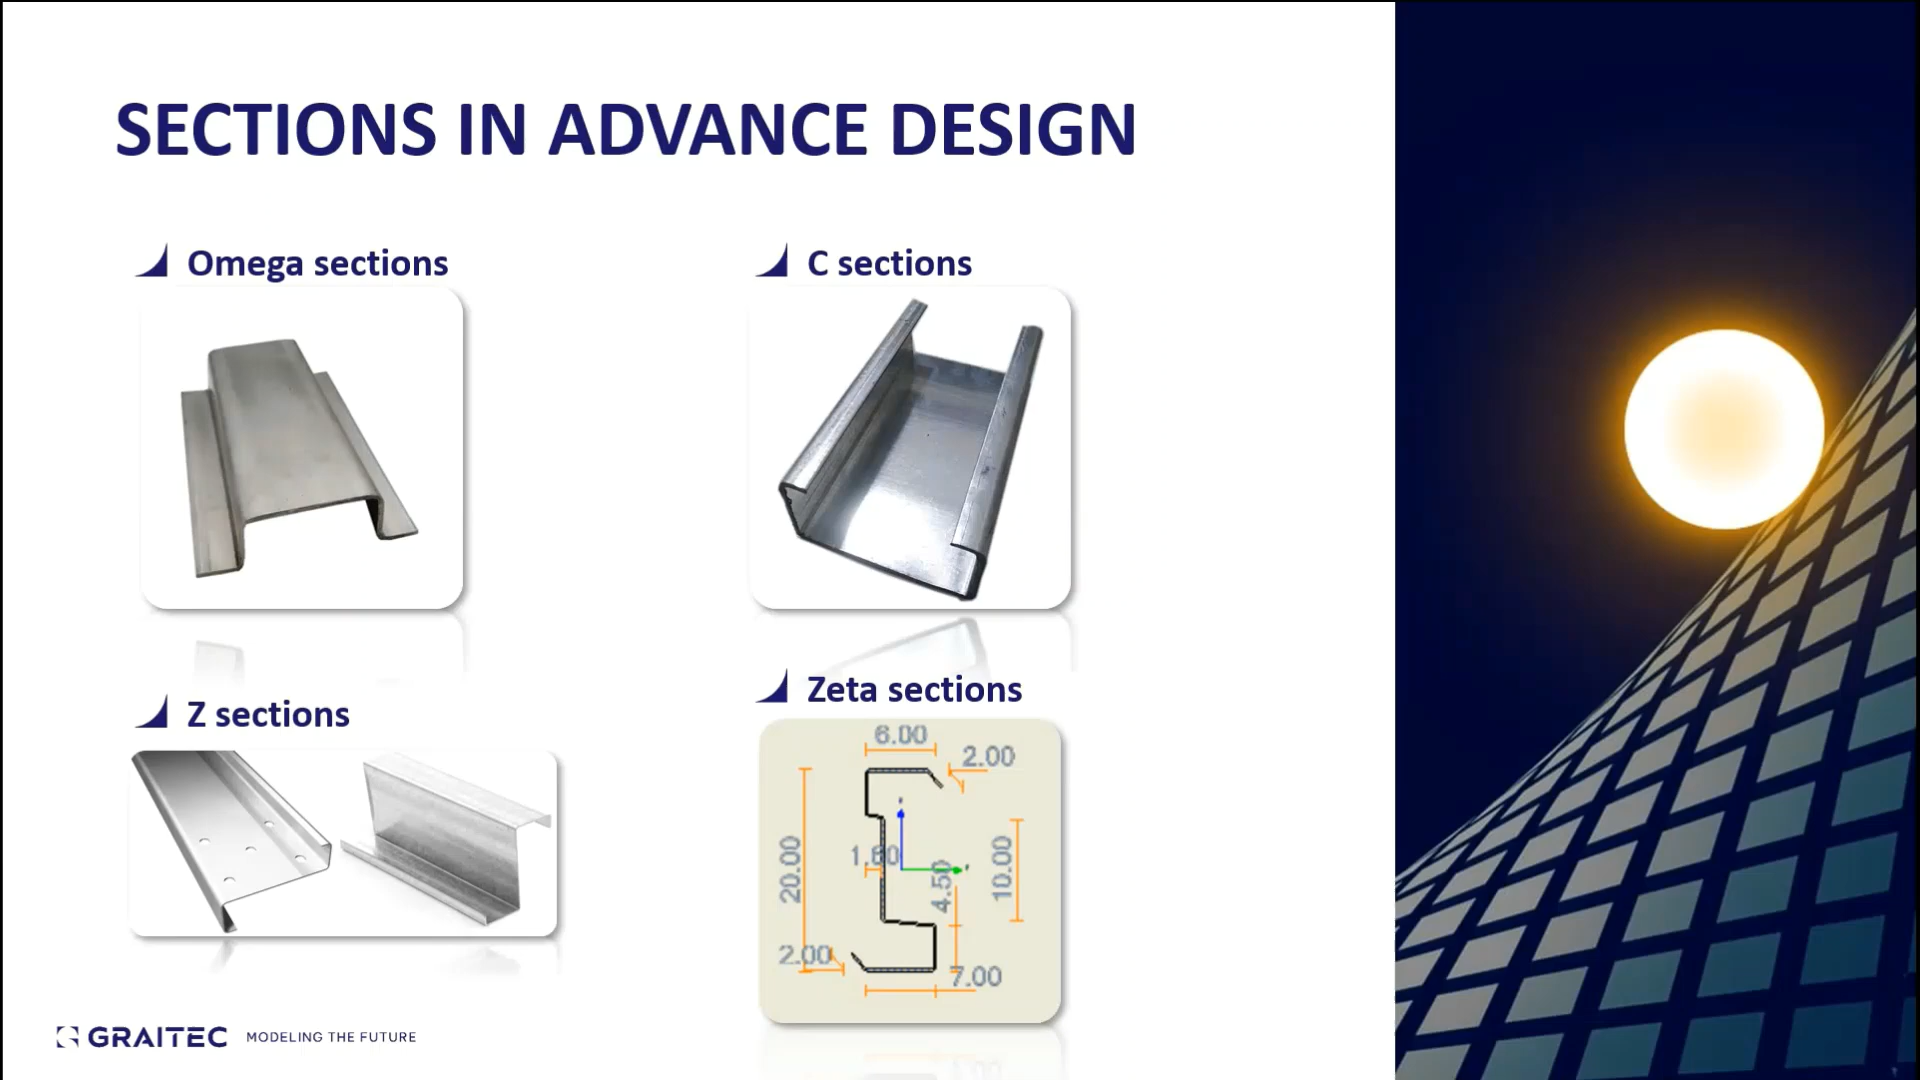 SECTIONS IN ADVANCE DESIGN
Omega sections
C sections
Z sections
Zeta sections
6.00
2.00
20.00
1.80
4.50
10.00
2.00
7.00
GRAITEC MODELING THE FUTURE